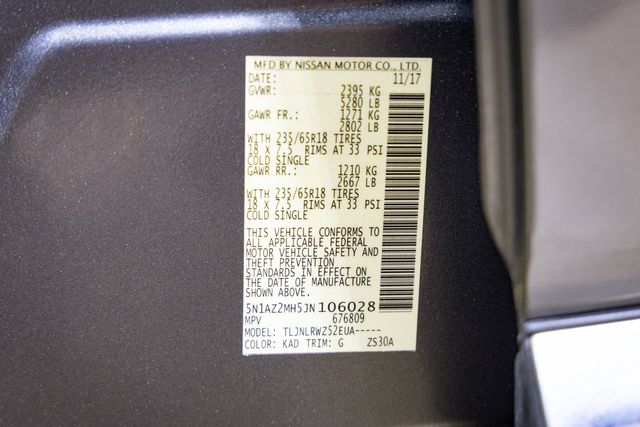 MFD BY NISSAN MOTOR CO., LTD.
DATE: 11/17
GVWR: 2395 KG
5280 LB
GAWR FR.: 1271 KG
2802 LB
WITH 235/65R18 TIRES
18 X 7.5 RIMS AT 33 PSI
COLD SINGLE
GAWR RR.: 1210 KG
2667 LB
WITH 235/65R18 TIRES
18 X 7.5 RIMS AT 33 PSI
COLD SINGLE
THIS VEHICLE CONFORMS TO
ALL APPLICABLE FEDERAL
MOTOR VEHICLE SAFETY AND
THEFT PREVENTION
STANDARDS IN EFFECT ON
THE DATE OF MANUFACTURE
SHOWN ABOVE.
5N1AZ2MH5JN106028
MPV 676809
MODEL: TLJNLRWZ52EUA-----
COLOR: KAD TRIM: G ZS30A